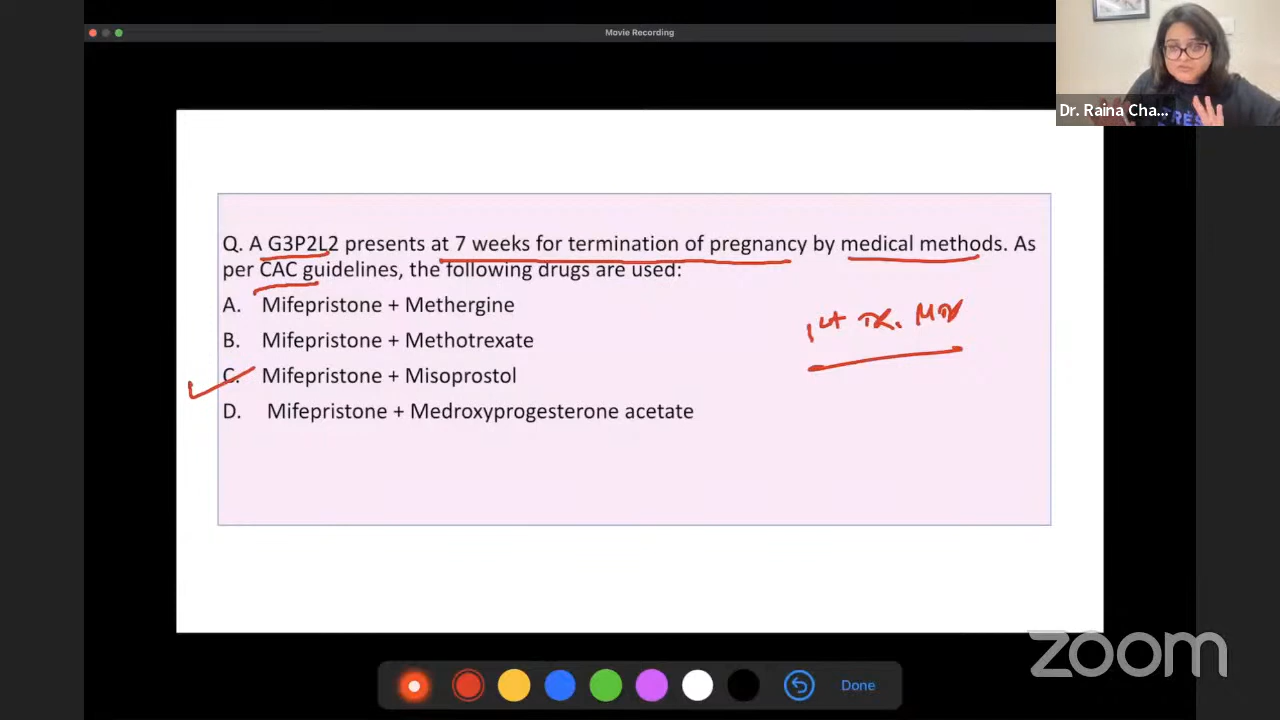 Movie Recording
Dr. Raina Cha...
Q. A G3P2L2 presents at 7 weeks for termination of pregnancy by medical methods. As
per CAC guidelines, the following drugs are used:
A. Mifepristone + Methergine
B. Mifepristone + Methotrexate
C. Mifepristone + Misoprostol
D. Mifepristone + Medroxyprogesterone acetate
1st
zoom
Done